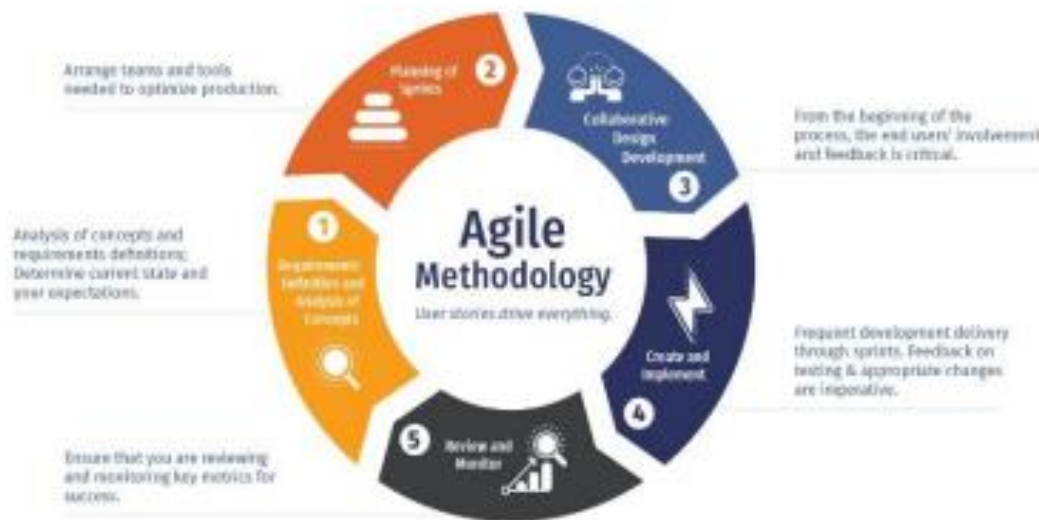 Agile
Methodology
User stories drive everything.
1
Requirements
Definition and
Analysis of
Concepts
Analysis of concepts and
requirements definitions;
Determine current state and
your expectations.
2
Planning of
Sprints
Arrange teams and tools
needed to optimize production.
3
Collaborative
Design
Development
From the beginning of the
process, the end users' involvement
and feedback is critical.
4
Create and
Implement
Frequent development delivery
through sprints. Feedback on
testing & appropriate changes
are imperative.
5
Review and
Monitor
Ensure that you are reviewing
and monitoring key metrics for
success.